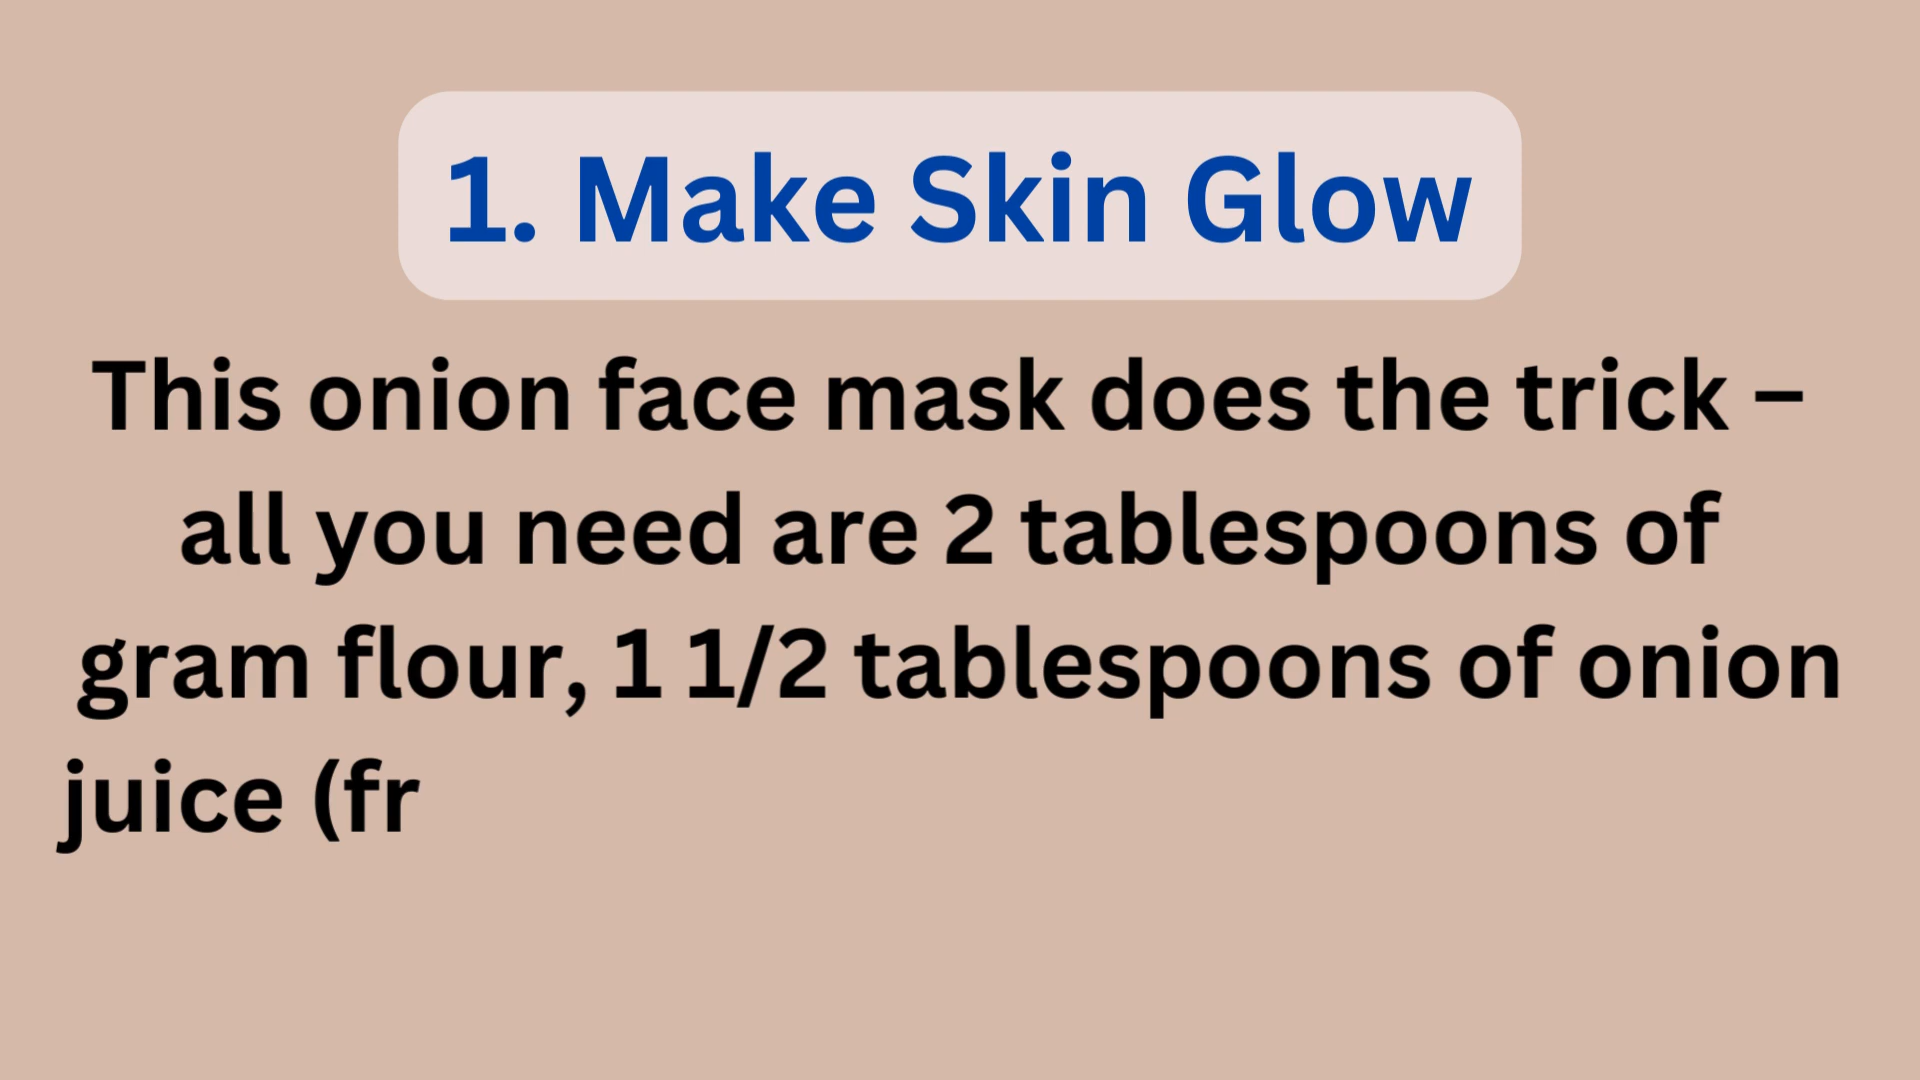 1. Make Skin Glow
This onion face mask does the trick –
all you need are 2 tablespoons of
gram flour, 1 1/2 tablespoons of onion
juice (fr